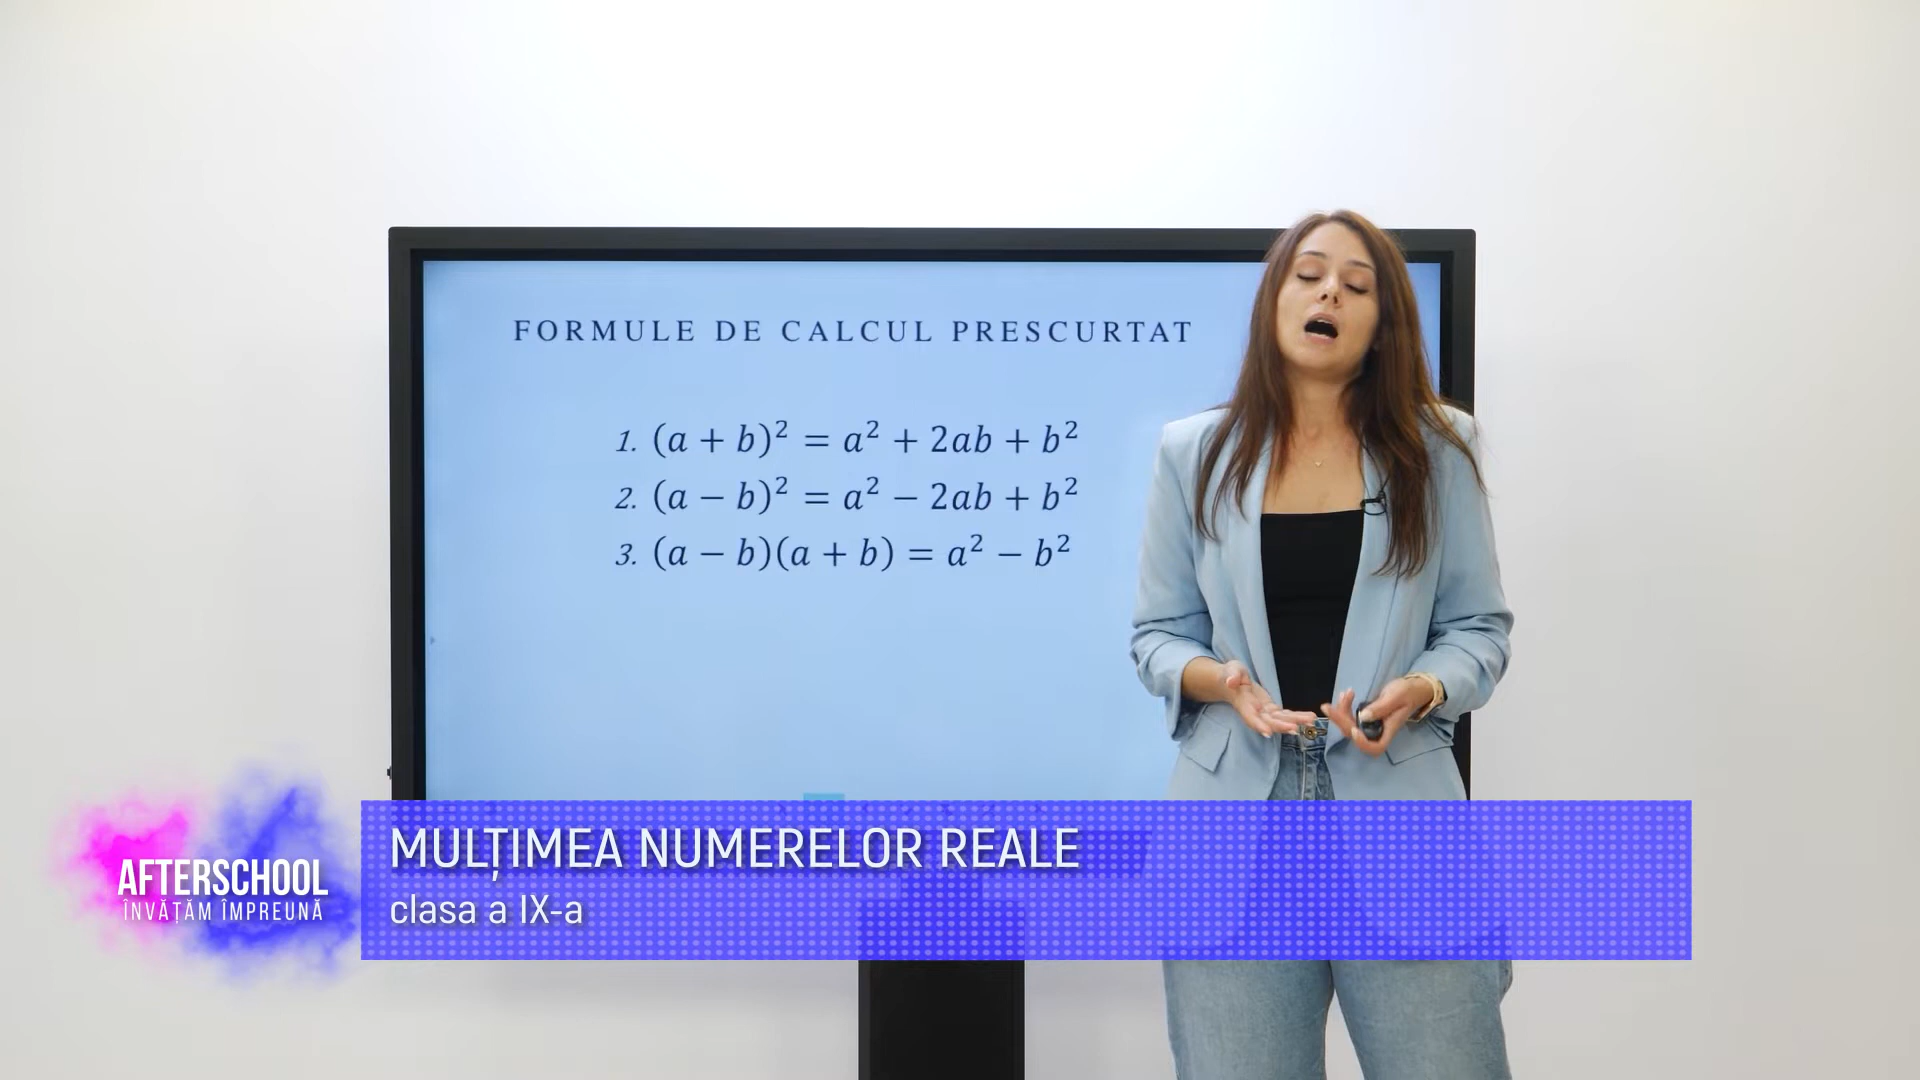 FORMULE DE CALCUL PRESCURTAT
1. (a + b)² = a² + 2ab + b²
2. (a − b)² = a² − 2ab + b²
3. (a − b)(a + b) = a² − b²
MULȚIMEA NUMERELOR REALE
clasa a IX-a
AFTERSCHOOL
ÎNVĂȚĂM ÎMPREUNĂ